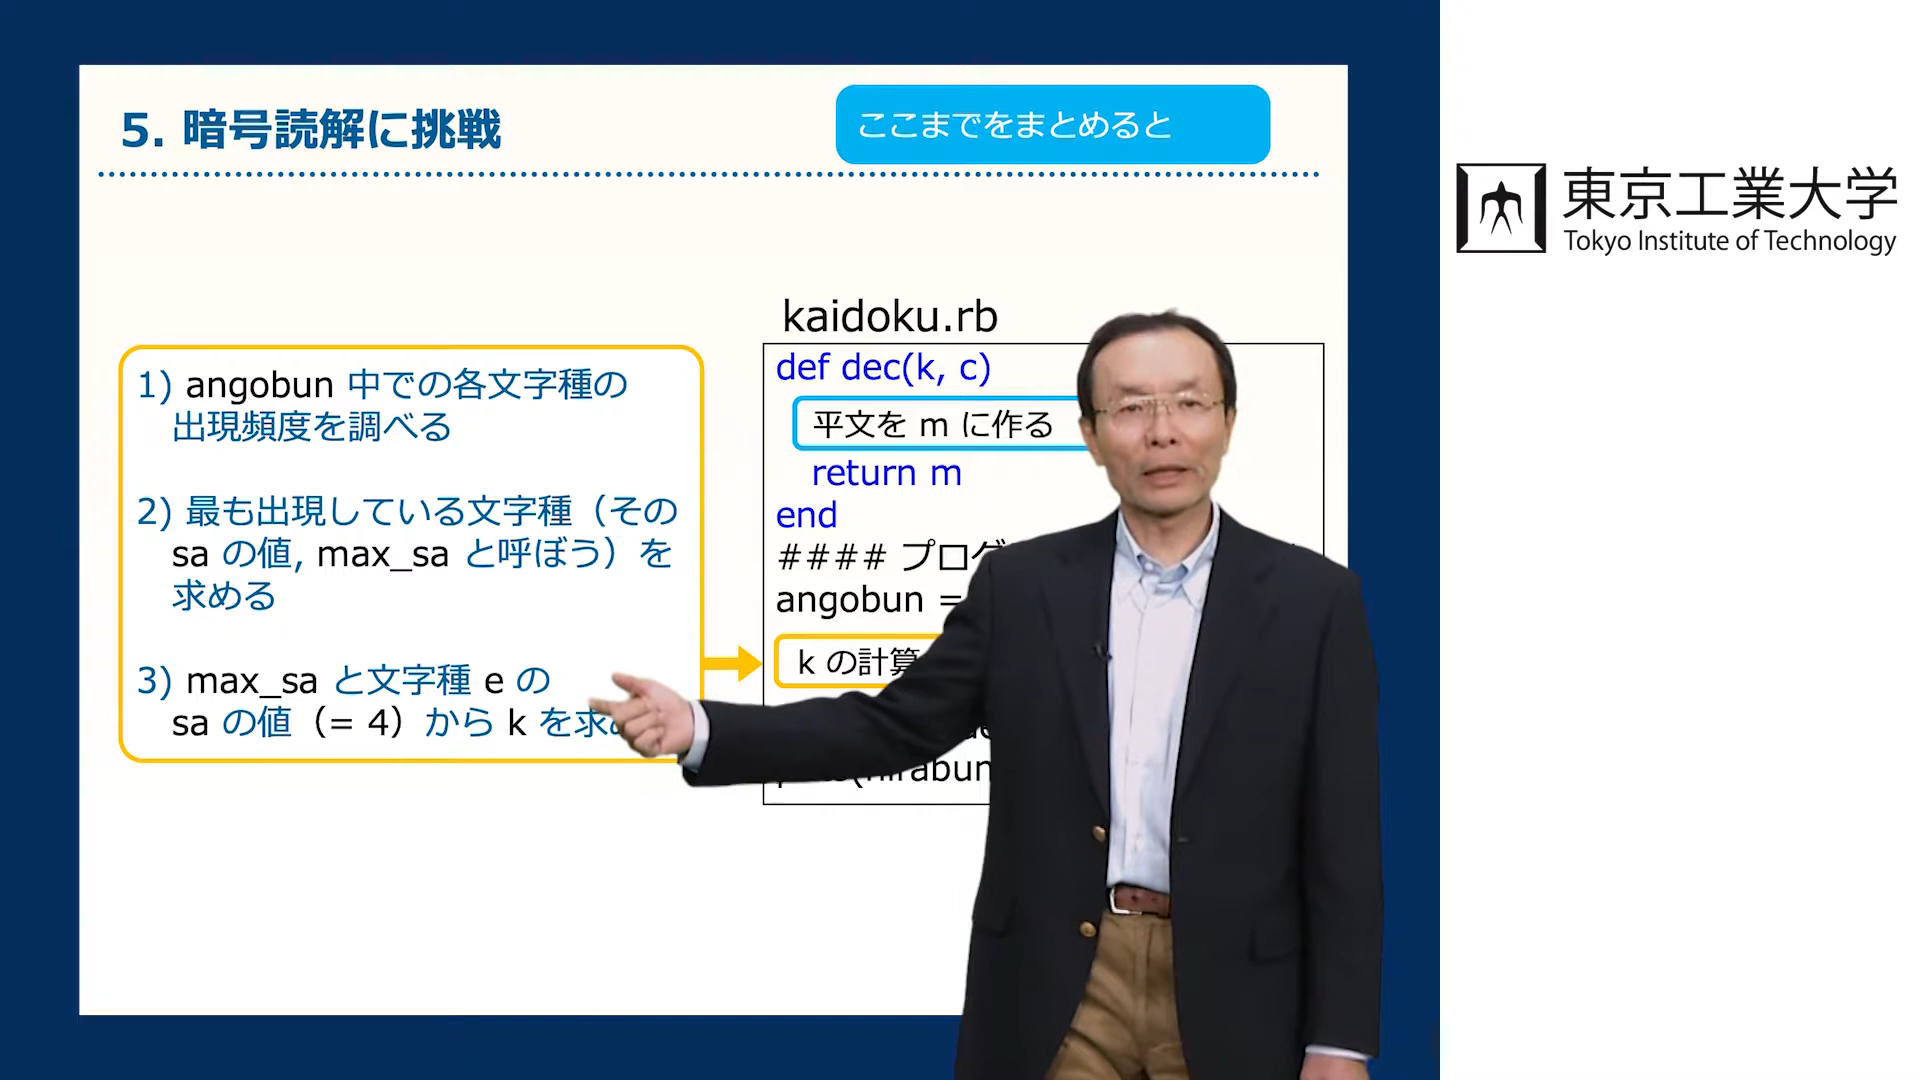 5. 暗号読解に挑戦
ここまでをまとめると
東京工業大学
Tokyo Institute of Technology
1) angobun 中での各文字種の
出現頻度を調べる
2) 最も出現している文字種（その
sa の値, max_sa と呼ぼう）を
求める
3) max_sa と文字種 e の
sa の値（= 4）から k を求
kaidoku.rb
def dec(k, c)
平文を m に作る
return m
end
#### プログ
angobun =
k の計算
(hirabun